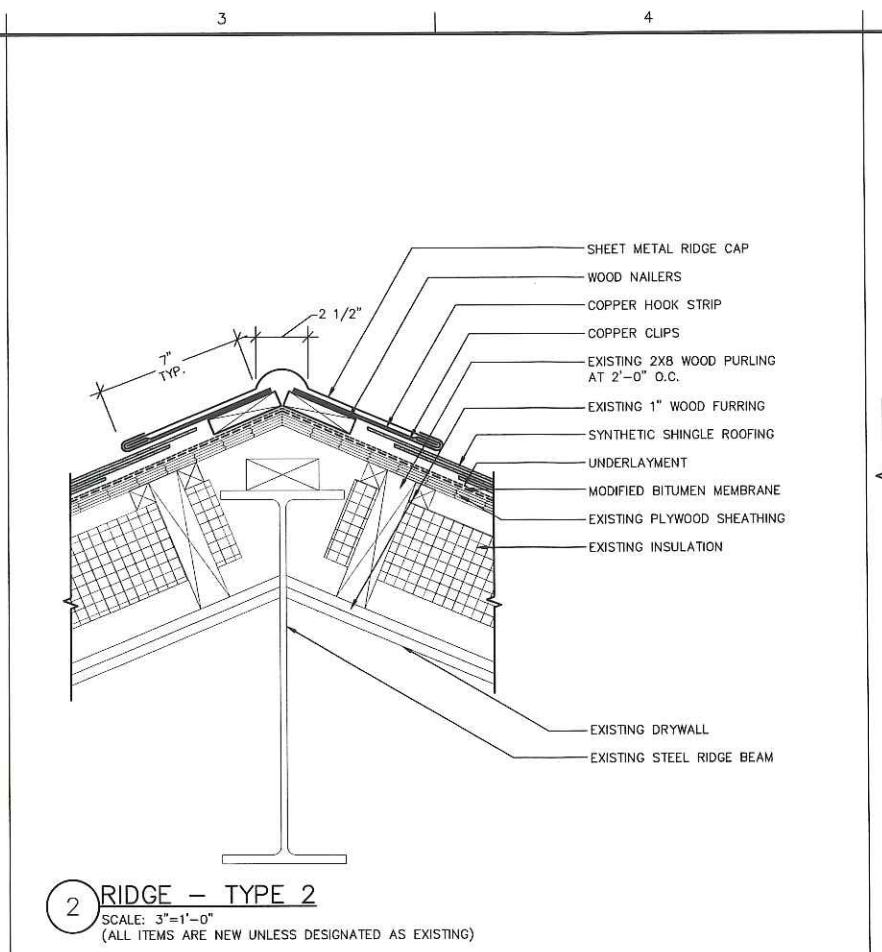 3
4
SHEET METAL RIDGE CAP
WOOD NAILERS
COPPER HOOK STRIP
COPPER CLIPS
EXISTING 2X8 WOOD PURLING
AT 2'-0" O.C.
EXISTING 1" WOOD FURRING
SYNTHETIC SHINGLE ROOFING
UNDERLAYMENT
MODIFIED BITUMEN MEMBRANE
EXISTING PLYWOOD SHEATHING
EXISTING INSULATION
2 1/2"
7"
TYP.
EXISTING DRYWALL
EXISTING STEEL RIDGE BEAM
2
RIDGE - TYPE 2
SCALE: 3"=1'-0"
(ALL ITEMS ARE NEW UNLESS DESIGNATED AS EXISTING)